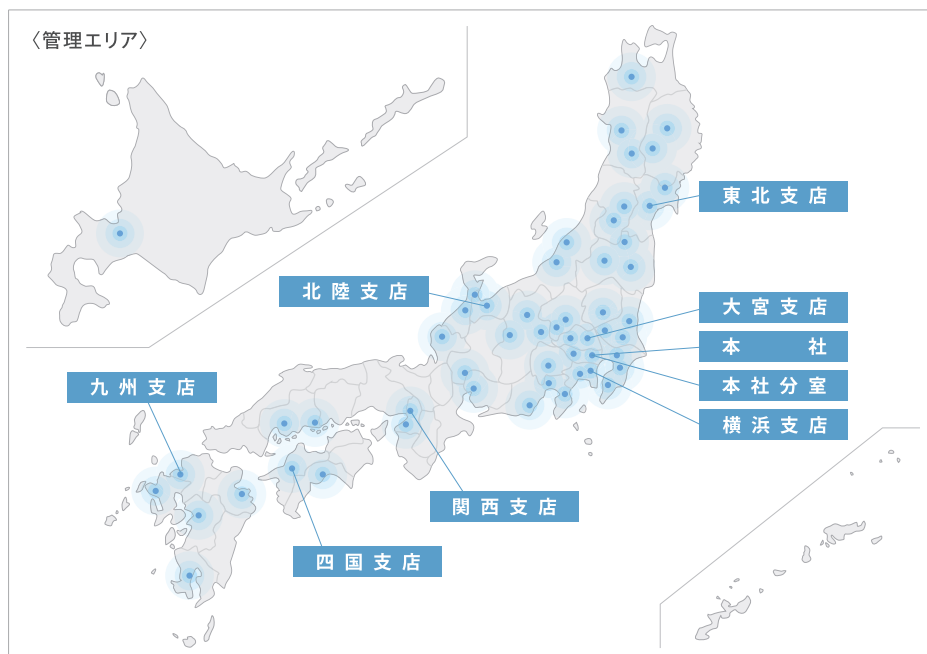 〈管理エリア〉
東北支店
北陸支店
大宮支店
本社
本社分室
九州支店
横浜支店
関西支店
四国支店